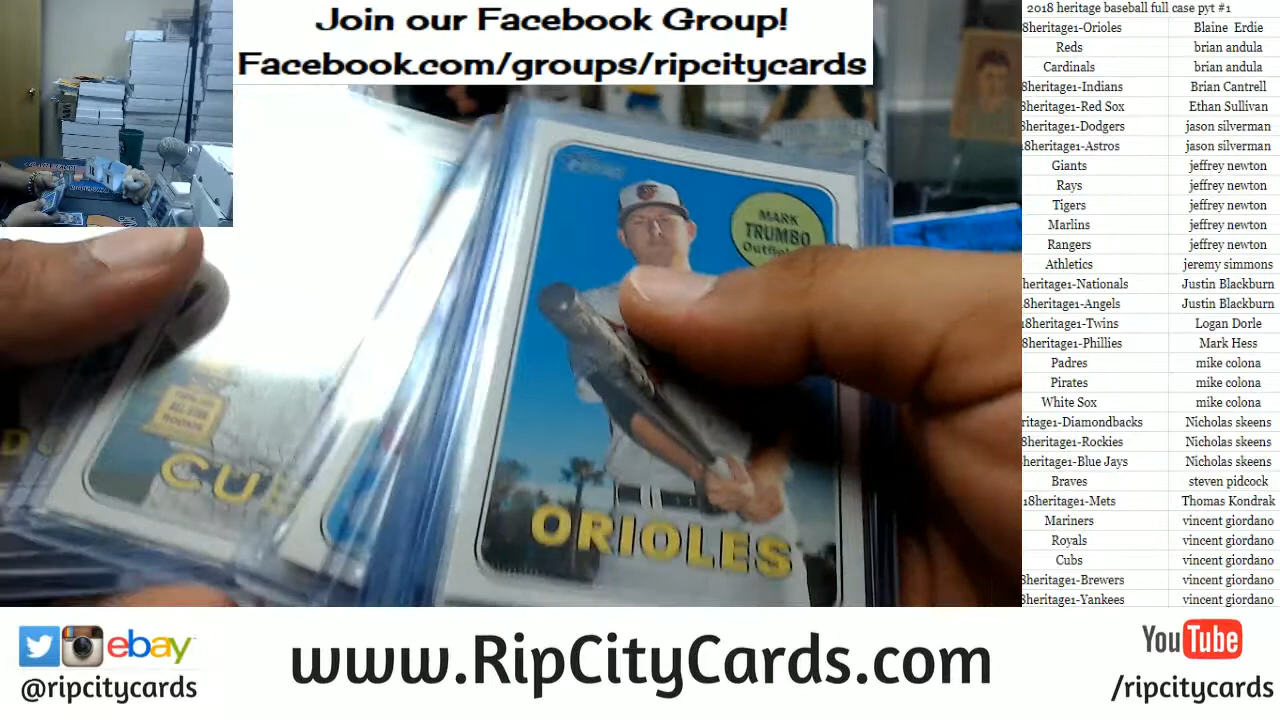 Join our Facebook Group!
Facebook.com/groups/ripcitycards
2018 heritage baseball full case pyt #1
8heritage1-Orioles Blaine Erdie
Reds brian andula
Cardinals brian andula
8heritage1-Indians Brian Cantrell
8heritage1-Red Sox Ethan Sullivan
8heritage1-Dodgers jason silverman
18heritage1-Astros jason silverman
Giants jeffrey newton
Rays jeffrey newton
Tigers jeffrey newton
Marlins jeffrey newton
Rangers jeffrey newton
Athletics jeremy simmons
heritage1-Nationals Justin Blackburn
8heritage1-Angels Justin Blackburn
18heritage1-Twins Logan Dorle
8heritage1-Phillies Mark Hess
Padres mike colona
Pirates mike colona
White Sox mike colona
ritage1-Diamondbacks Nicholas skeens
8heritage1-Rockies Nicholas skeens
8heritage1-Blue Jays Nicholas skeens
Braves steven pidcock
18heritage1-Mets Thomas Kondrak
Mariners vincent giordano
Royals vincent giordano
Cubs vincent giordano
8heritage1-Brewers vincent giordano
8heritage1-Yankees vincent giordano
MARK
TRUMBO
ORIOLES
CU
ebay
@ripcitycards
www.RipCityCards.com
YouTube
/ripcitycards